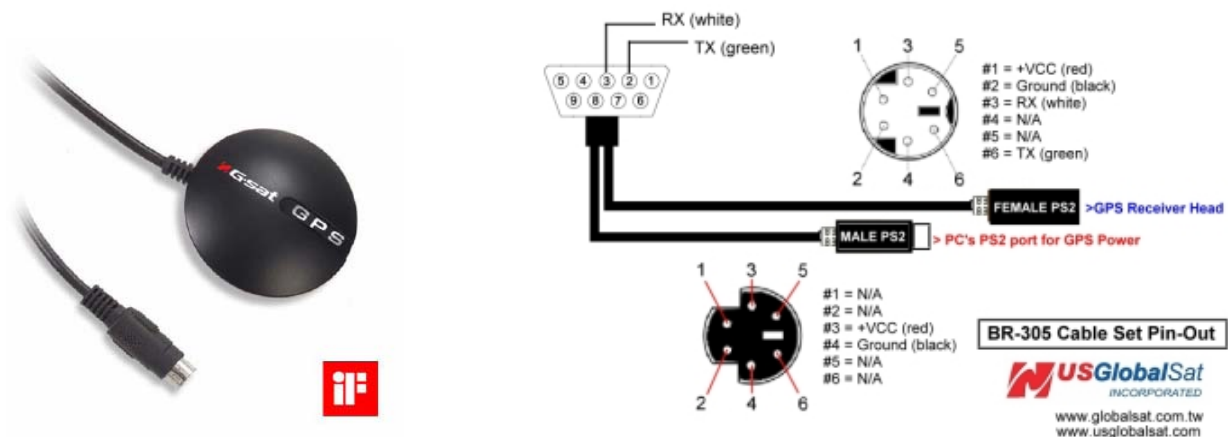 G-sat GPS
iF
RX (white)
TX (green)
5 4 3 2 1
9 8 7 6
1 3 5
2 4 6
#1 = +VCC (red)
#2 = Ground (black)
#3 = RX (white)
#4 = N/A
#5 = N/A
#6 = TX (green)
FEMALE PS2 >GPS Receiver Head
MALE PS2 > PC's PS2 port for GPS Power
1 3 5
2 4 6
#1 = N/A
#2 = N/A
#3 = +VCC (red)
#4 = Ground (black)
#5 = N/A
#6 = N/A
BR-305 Cable Set Pin-Out
USGlobalSat
INCORPORATED
www.globalsat.com.tw
www.usglobalsat.com